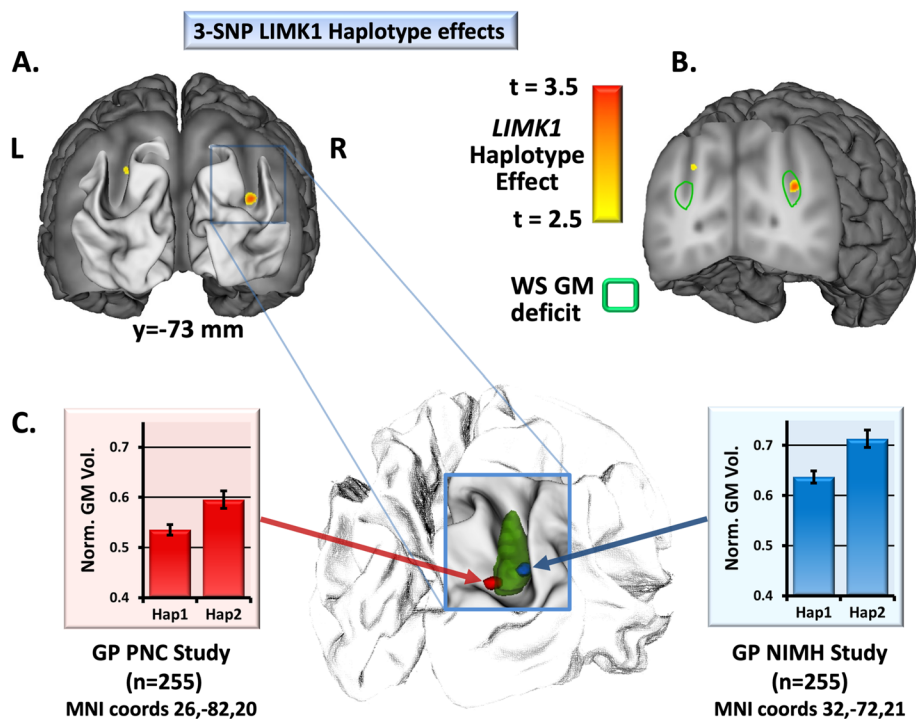 3-SNP LIMK1 Haplotype effects
A.
B.
L
R
t = 3.5
LIMK1
Haplotype
Effect
t = 2.5
WS GM
deficit
y=-73 mm
C.
Norm. GM Vol.
0.7
0.6
0.5
0.4
Hap1 Hap2
GP PNC Study
(n=255)
MNI coords 26,-82,20
Norm. GM Vol.
0.7
0.6
0.5
0.4
Hap1 Hap2
GP NIMH Study
(n=255)
MNI coords 32,-72,21